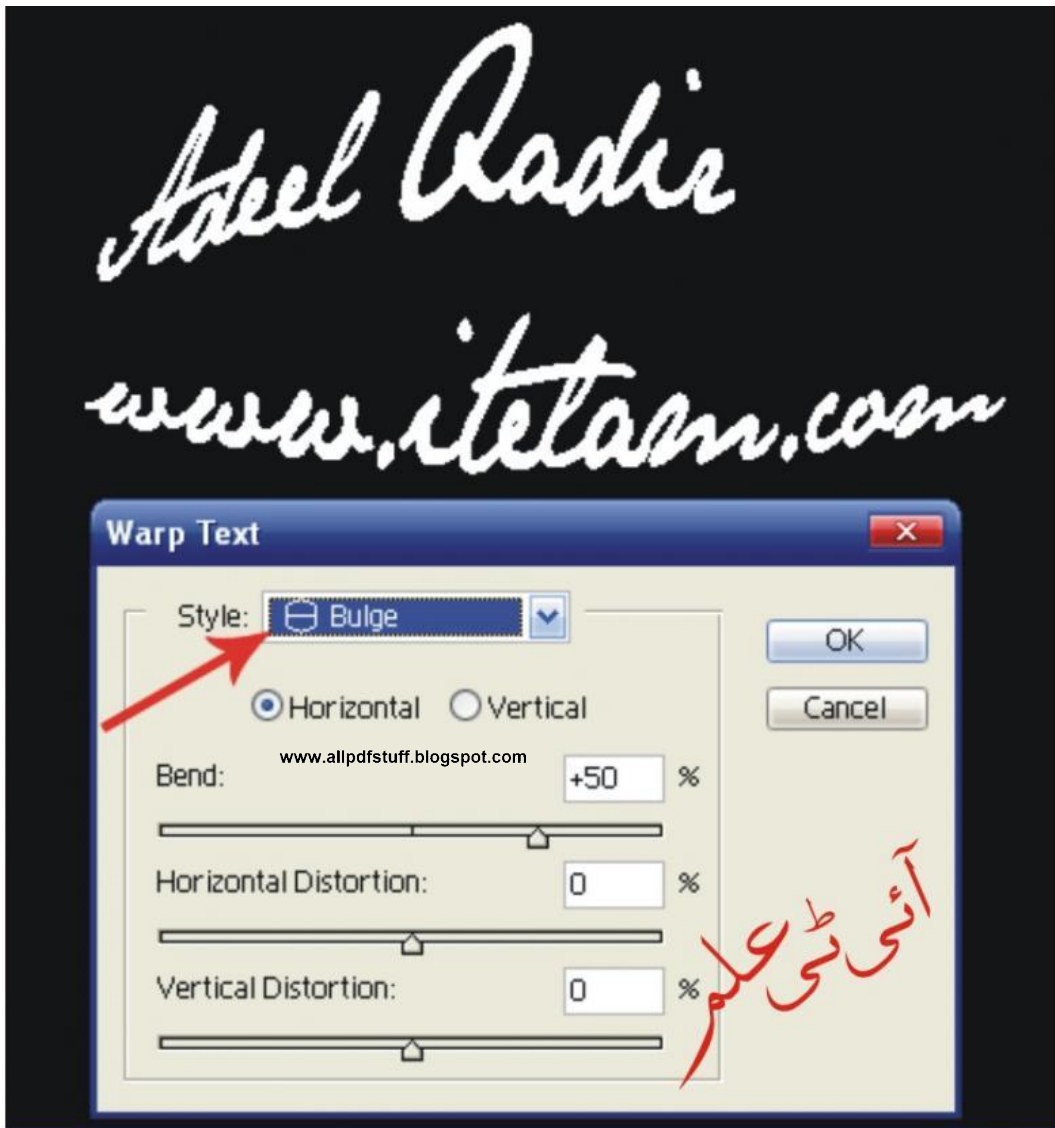 Adeel Qadir
www.itelam.com
Warp Text
Style: Bulge
Horizontal Vertical
OK
Cancel
www.allpdfstuff.blogspot.com
Bend: +50 %
Horizontal Distortion: 0 %
Vertical Distortion: 0 %
آئی ٹی علم